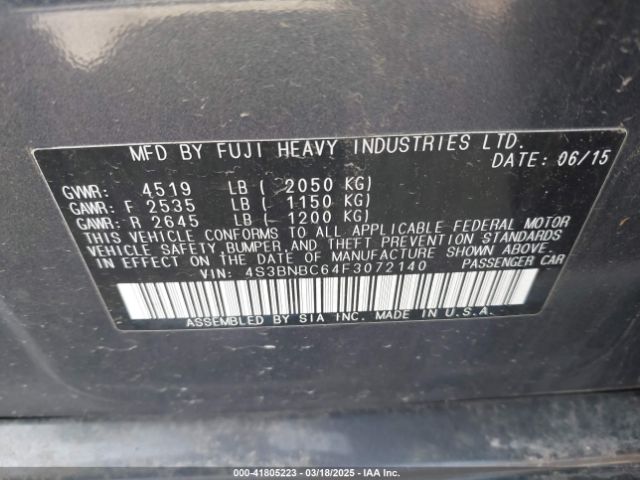 MFD BY FUJI HEAVY INDUSTRIES LTD.
DATE: 06/15
GVWR: 4519 LB ( 2050 KG)
GAWR: F 2535 LB ( 1150 KG)
GAWR: R 2645 LB ( 1200 KG)
THIS VEHICLE CONFORMS TO ALL APPLICABLE FEDERAL MOTOR
VEHICLE SAFETY,BUMPER,AND THEFT PREVENTION STANDARDS
IN EFFECT ON THE DATE OF MANUFACTURE SHOWN ABOVE.
VIN: 4S3BNBC64F3072140 PASSENGER CAR
ASSEMBLED BY SIA INC. MADE IN U.S.A.
000-41805223 — 03/18/2025 — IAA Inc.